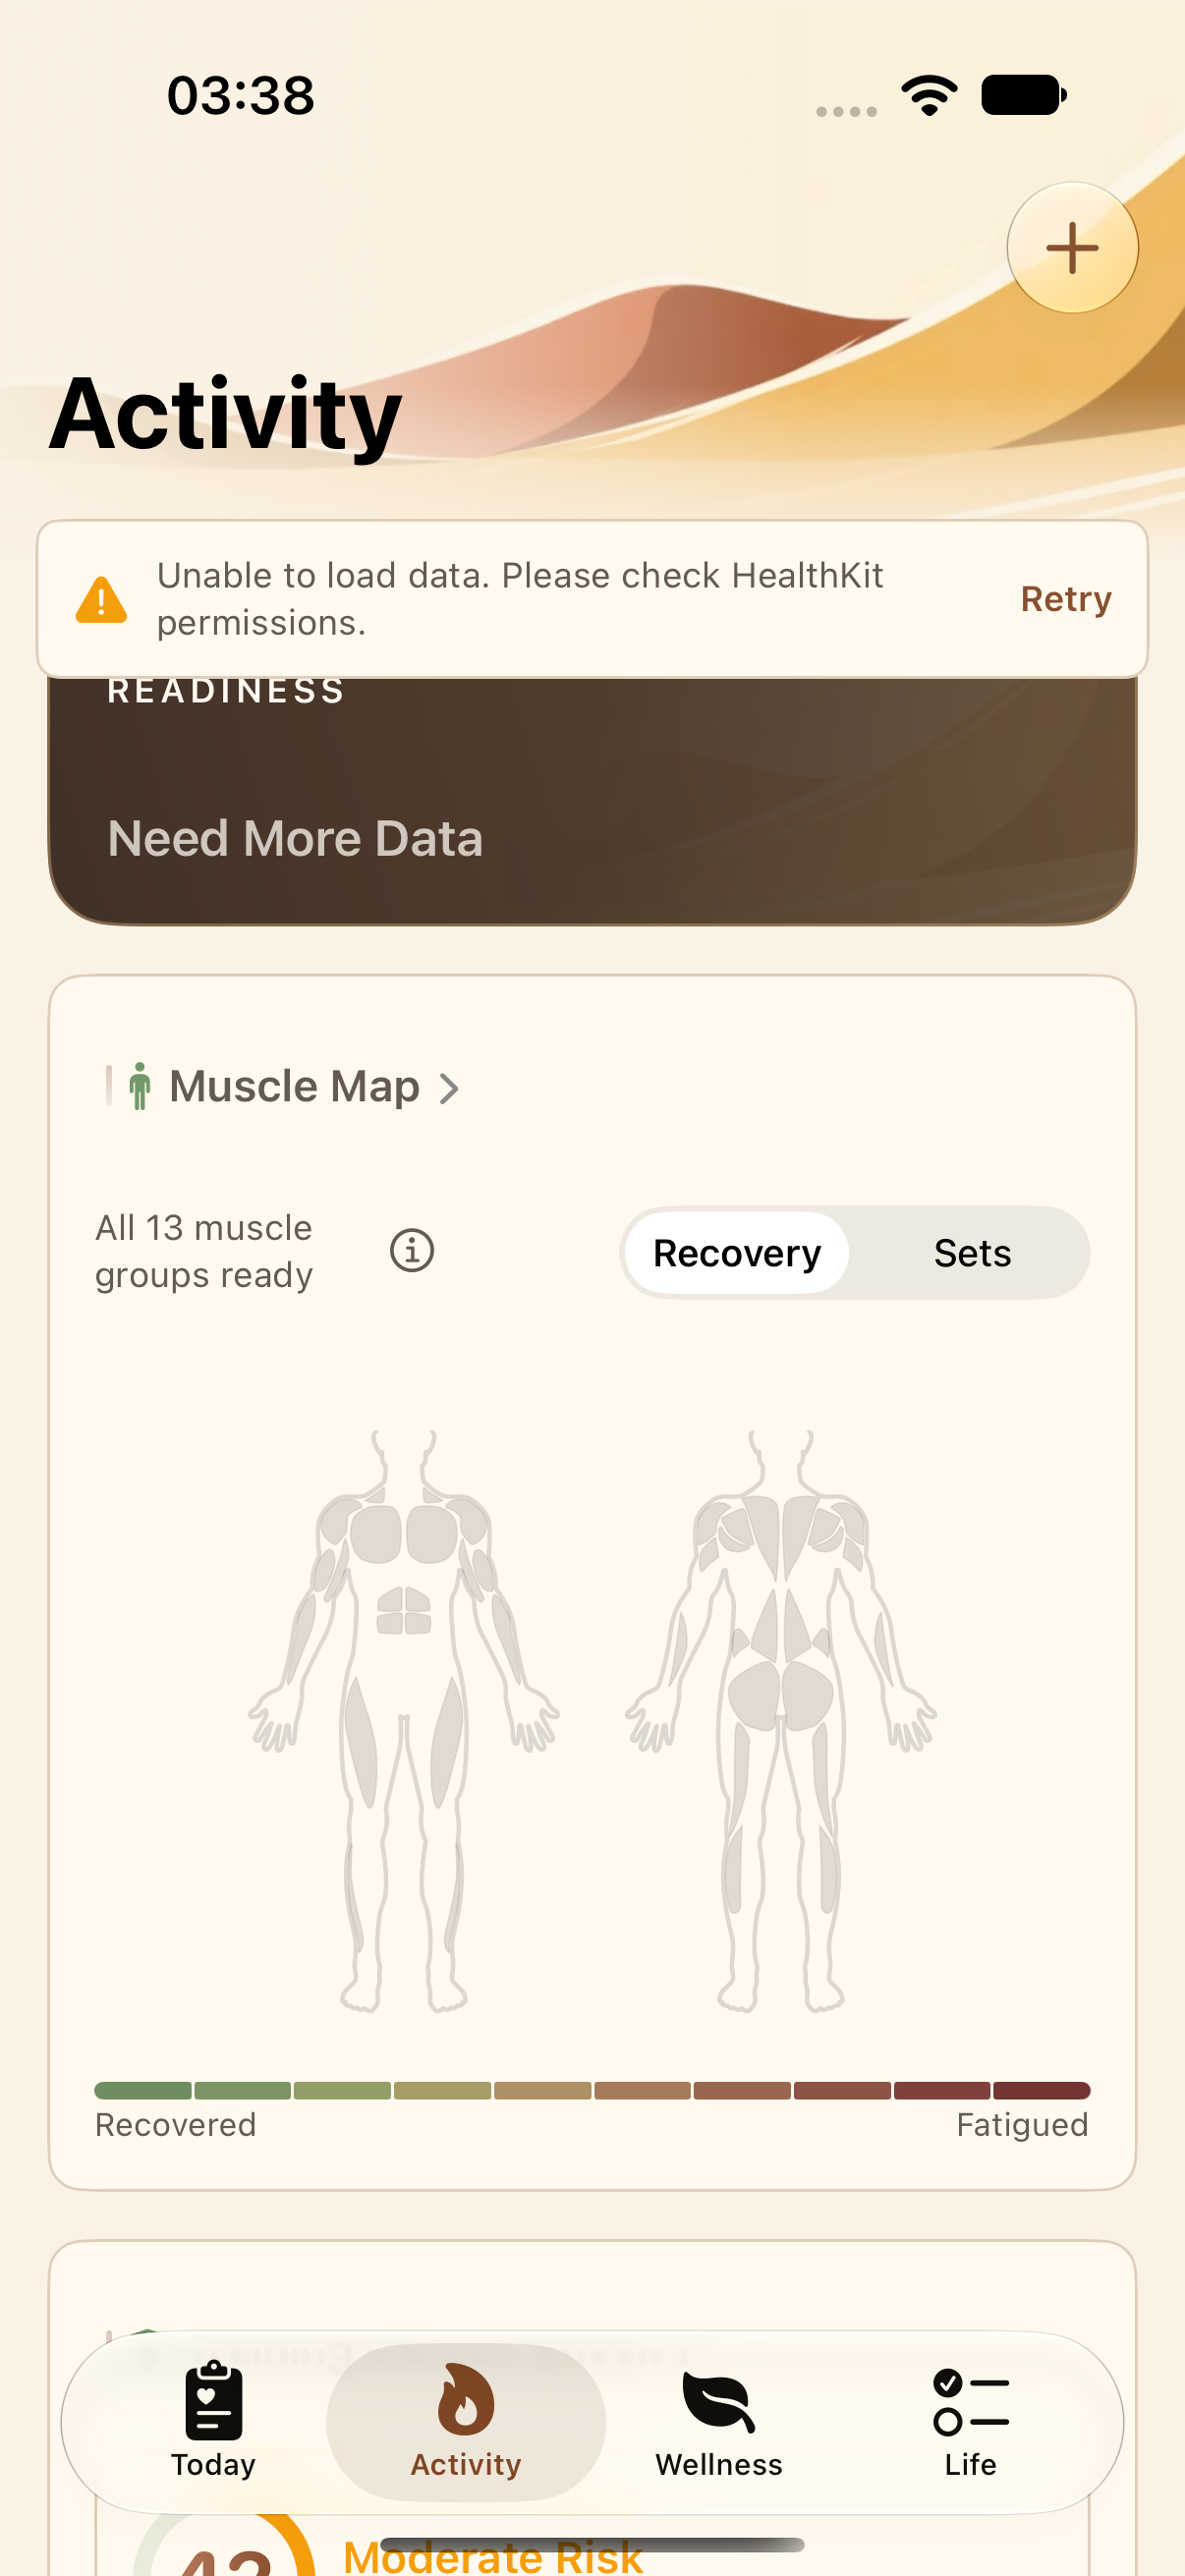 03:38
Activity
Unable to load data. Please check HealthKit
permissions.
Retry
READINESS
Need More Data
Muscle Map
All 13 muscle
groups ready
Recovery
Sets
Recovered
Fatigued
Today
Activity
Wellness
Life
Moderate Risk